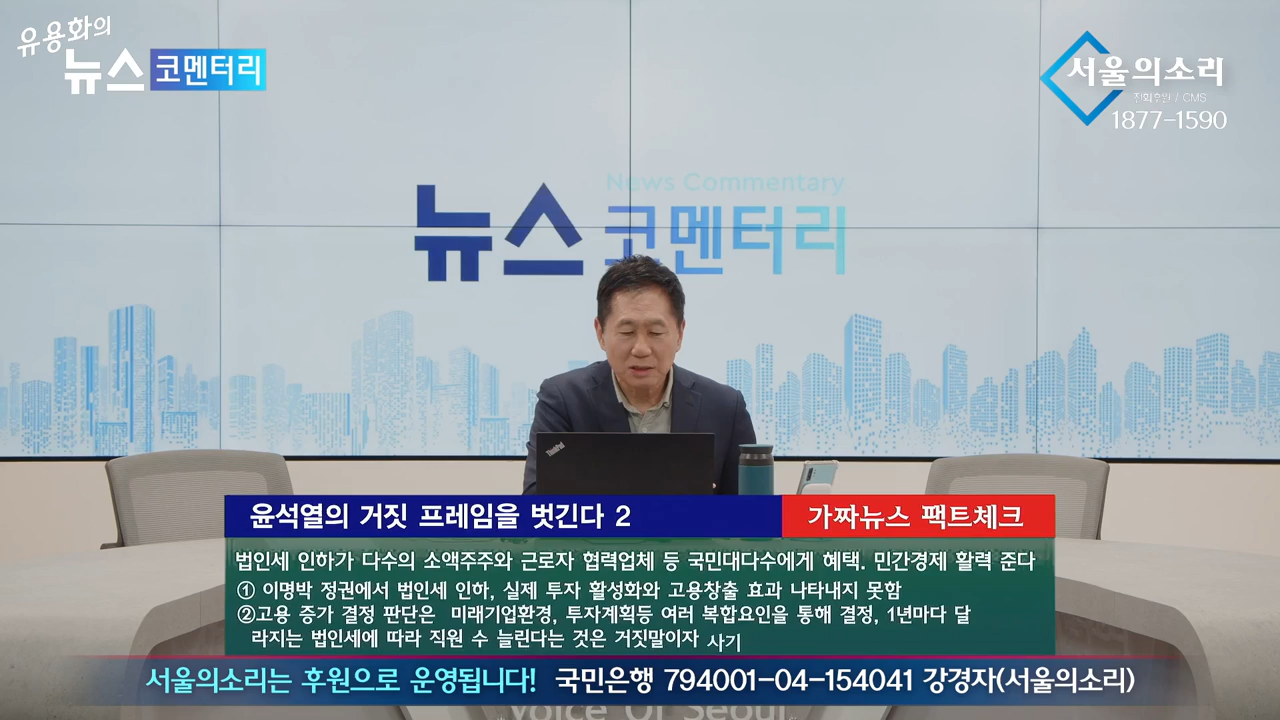 유용화의
뉴스 코멘터리
서울의소리
전화후원 / CMS
1877-1590
News Commentary
뉴스 코멘터리
ThinkPad
윤석열의 거짓 프레임을 벗긴다 2
가짜뉴스 팩트체크
법인세 인하가 다수의 소액주주와 근로자 협력업체 등 국민대다수에게 혜택. 민간경제 활력 준다
① 이명박 정권에서 법인세 인하, 실제 투자 활성화와 고용창출 효과 나타내지 못함
②고용 증가 결정 판단은 미래기업환경, 투자계획등 여러 복합요인을 통해 결정, 1년마다 달
라지는 법인세에 따라 직원 수 늘린다는 것은 거짓말이자 사기
서울의소리는 후원으로 운영됩니다! 국민은행 794001-04-154041 강경자(서울의소리)
Voice Of Seoul